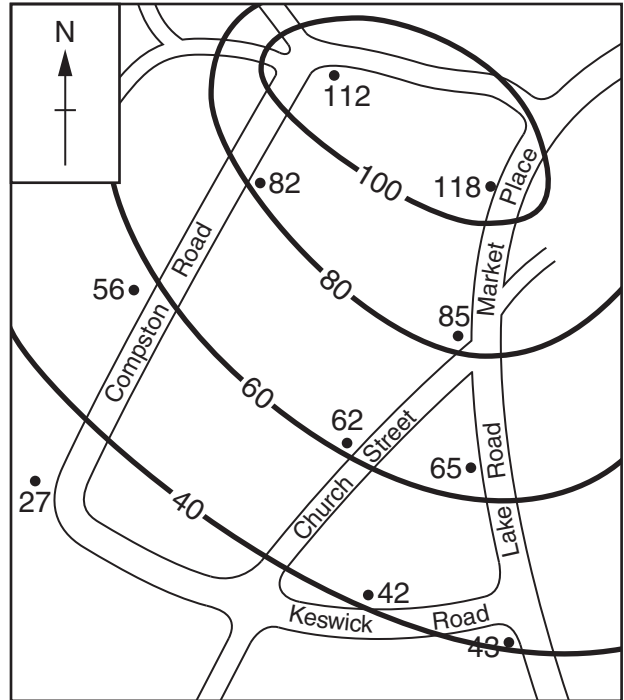 N
112
100
118
Place
82
Road
Market
80
56
85
Compston
60
62
Street
65
Road
Church
27
40
Lake
42
Keswick Road
43